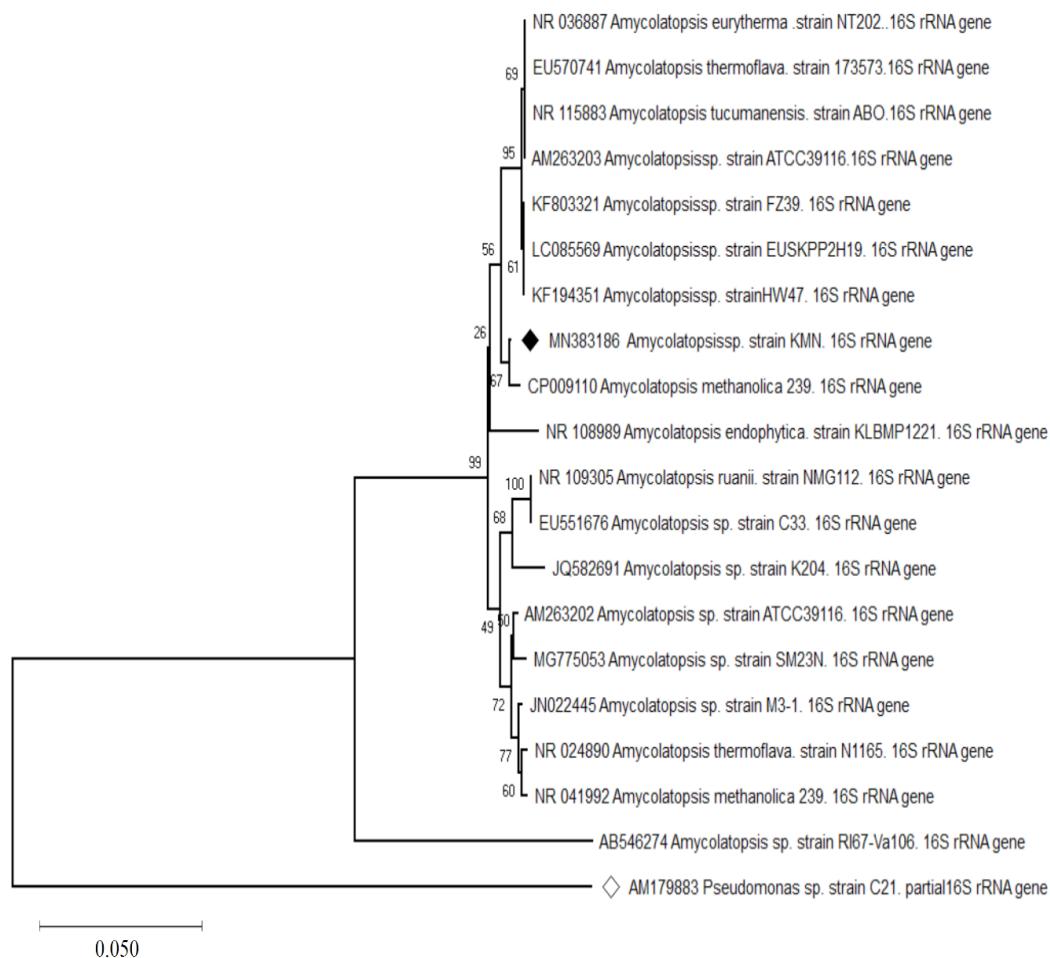 NR 036887 Amycolatopsis eurytherma .strain NT202..16S rRNA gene
69
EU570741 Amycolatopsis thermoflava. strain 173573.16S rRNA gene
NR 115883 Amycolatopsis tucumanensis. strain ABO.16S rRNA gene
95
AM263203 Amycolatopsissp. strain ATCC39116.16S rRNA gene
KF803321 Amycolatopsissp. strain FZ39. 16S rRNA gene
56
LC085569 Amycolatopsissp. strain EUSKPP2H19. 16S rRNA gene
61
KF194351 Amycolatopsissp. strainHW47. 16S rRNA gene
26
MN383186 Amycolatopsissp. strain KMN. 16S rRNA gene
67
CP009110 Amycolatopsis methanolica 239. 16S rRNA gene
NR 108989 Amycolatopsis endophytica. strain KLBMP1221. 16S rRNA gene
99
NR 109305 Amycolatopsis ruanii. strain NMG112. 16S rRNA gene
100
68
EU551676 Amycolatopsis sp. strain C33. 16S rRNA gene
JQ582691 Amycolatopsis sp. strain K204. 16S rRNA gene
AM263202 Amycolatopsis sp. strain ATCC39116. 16S rRNA gene
50
49
MG775053 Amycolatopsis sp. strain SM23N. 16S rRNA gene
72
JN022445 Amycolatopsis sp. strain M3-1. 16S rRNA gene
77
NR 024890 Amycolatopsis thermoflava. strain N1165. 16S rRNA gene
60
NR 041992 Amycolatopsis methanolica 239. 16S rRNA gene
AB546274 Amycolatopsis sp. strain RI67-Va106. 16S rRNA gene
AM179883 Pseudomonas sp. strain C21. partial16S rRNA gene
0.050